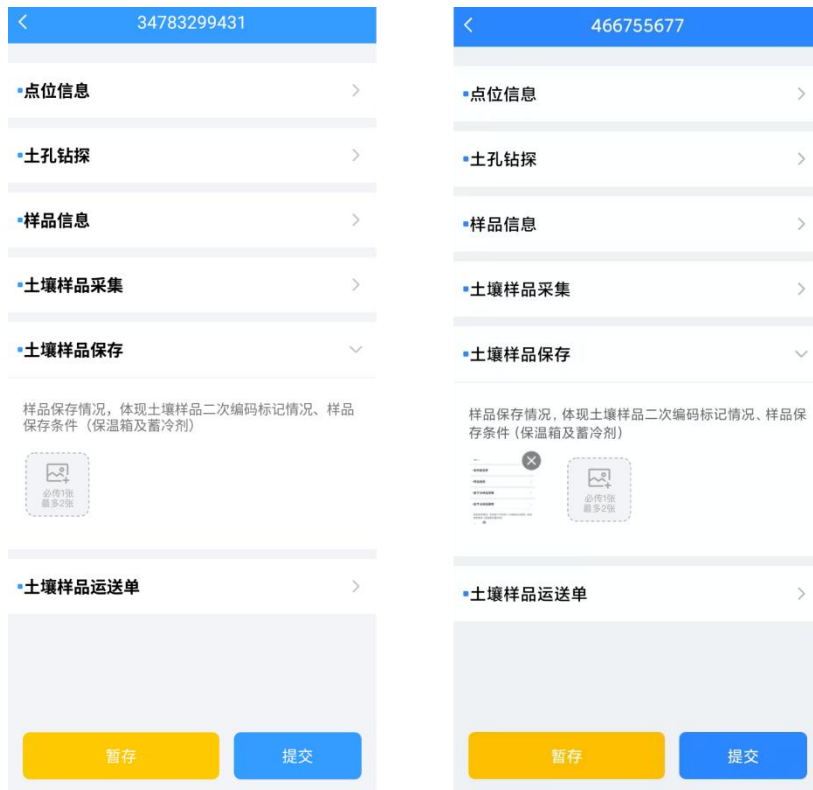 34783299431
点位信息
土孔钻探
样品信息
土壤样品采集
土壤样品保存
样品保存情况，体现土壤样品二次编码标记情况、样品
保存条件（保温箱及蓄冷剂）
必传1张
最多2张
土壤样品运送单
暂存
提交
466755677
点位信息
土孔钻探
样品信息
土壤样品采集
土壤样品保存
样品保存情况，体现土壤样品二次编码标记情况、样品保
存条件（保温箱及蓄冷剂）
必传1张
最多2张
土壤样品运送单
暂存
提交